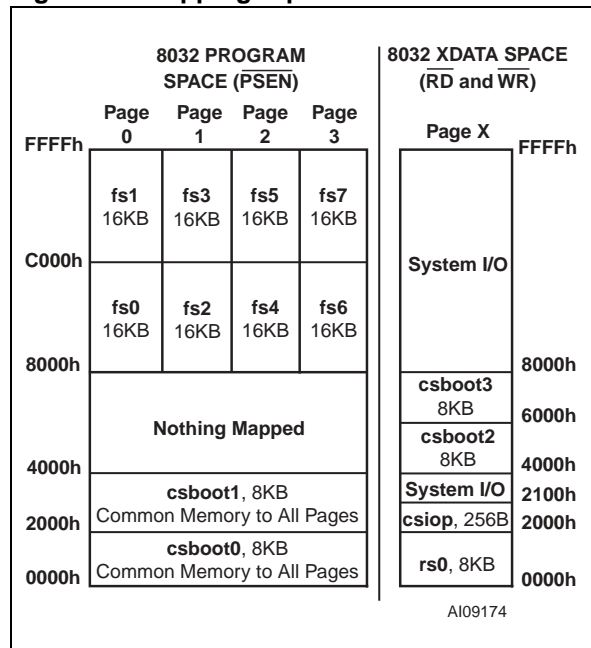 8032 PROGRAM
SPACE (PSEN)
Page 0
Page 1
Page 2
Page 3
FFFFh
fs1
16KB
fs3
16KB
fs5
16KB
fs7
16KB
C000h
fs0
16KB
fs2
16KB
fs4
16KB
fs6
16KB
8000h
Nothing Mapped
4000h
csboot1, 8KB
Common Memory to All Pages
2000h
csboot0, 8KB
Common Memory to All Pages
0000h
8032 XDATA SPACE
(RD and WR)
Page X
FFFFh
System I/O
8000h
csboot3
8KB
6000h
csboot2
8KB
4000h
System I/O
2100h
csiop, 256B
2000h
rs0, 8KB
0000h
AI09174